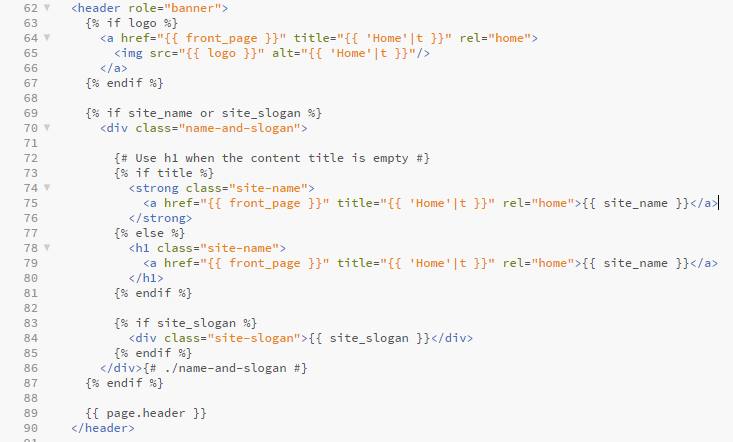 62 <header role="banner">
63 {% if logo %}
64 <a href="{{ front_page }}" title="{{ 'Home'|t }}" rel="home">
65 <img src="{{ logo }}" alt="{{ 'Home'|t }}"/>
66 </a>
67 {% endif %}
68
69 {% if site_name or site_slogan %}
70 <div class="name-and-slogan">
71
72 {# Use h1 when the content title is empty #}
73 {% if title %}
74 <strong class="site-name">
75 <a href="{{ front_page }}" title="{{ 'Home'|t }}" rel="home">{{ site_name }}</a>
76 </strong>
77 {% else %}
78 <h1 class="site-name">
79 <a href="{{ front_page }}" title="{{ 'Home'|t }}" rel="home">{{ site_name }}</a>
80 </h1>
81 {% endif %}
82
83 {% if site_slogan %}
84 <div class="site-slogan">{{ site_slogan }}</div>
85 {% endif %}
86 </div>{# ./name-and-slogan #}
87 {% endif %}
88
89 {{ page.header }}
90 </header>